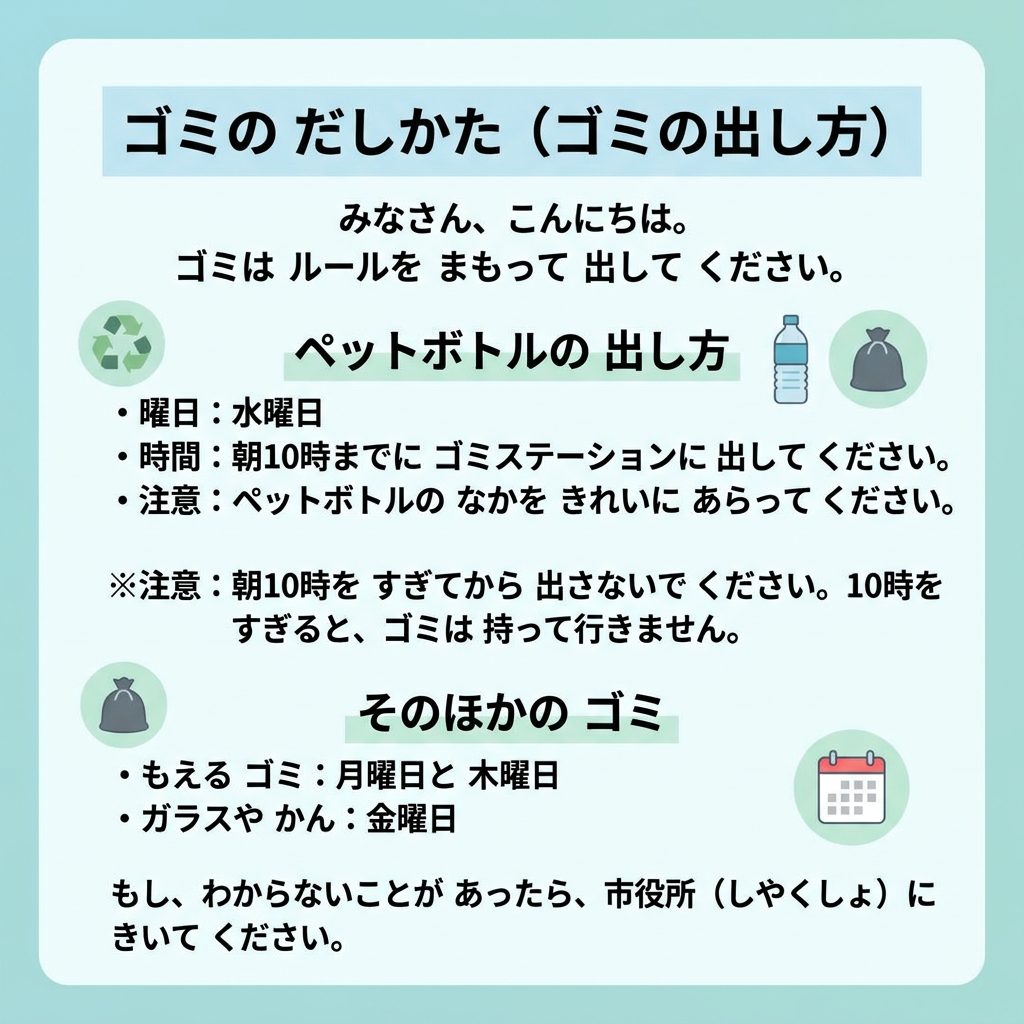 ゴミの だしかた（ゴミの出し方）
みなさん、こんにちは。
ゴミは ルールを まもって 出して ください。
ペットボトルの 出し方
・曜日：水曜日
・時間：朝10時までに ゴミステーションに 出して ください。
・注意：ペットボトルの なかを きれいに あらって ください。
※注意：朝10時を すぎてから 出さないで ください。10時を
すぎると、ゴミは 持って行きません。
そのほかの ゴミ
・もえる ゴミ：月曜日と 木曜日
・ガラスや かん：金曜日
もし、わからないことが あったら、市役所（しやくしょ）に
きいて ください。